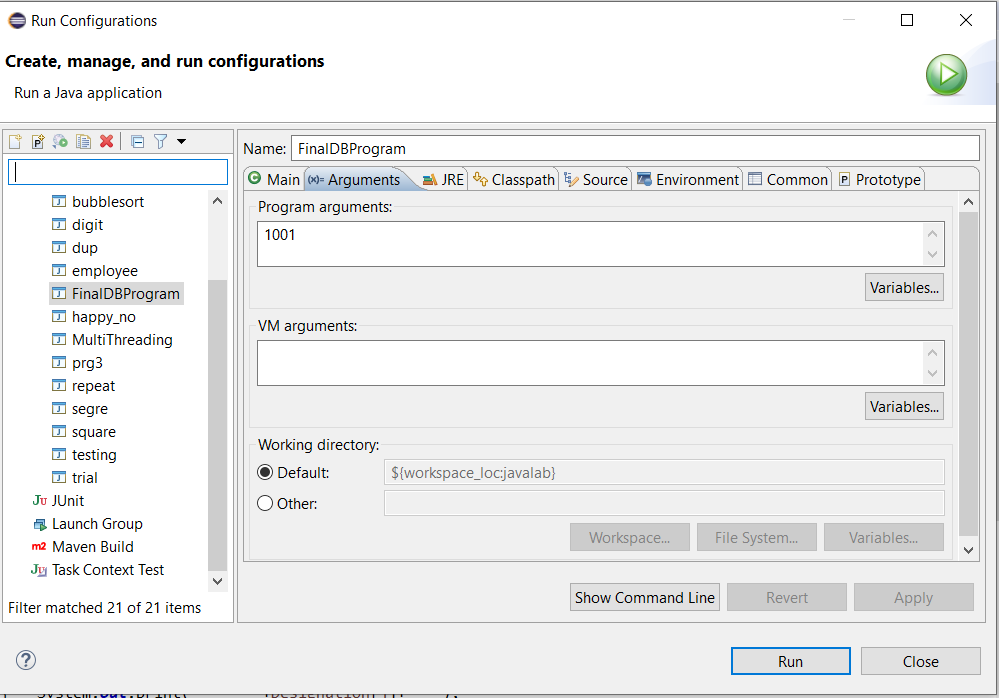 Run Configurations
Create, manage, and run configurations
Run a Java application
bubblesort
digit
dup
employee
FinalDBProgram
happy_no
MultiThreading
prg3
repeat
segre
square
testing
trial
JUnit
Launch Group
Maven Build
Task Context Test
Filter matched 21 of 21 items
Name: FinalDBProgram
Main (x)= Arguments JRE Classpath Source Environment Common Prototype
Program arguments:
1001
Variables...
VM arguments:
Variables...
Working directory:
Default: ${workspace_loc:javalab}
Other:
Workspace... File System... Variables...
Show Command Line Revert Apply
Run Close